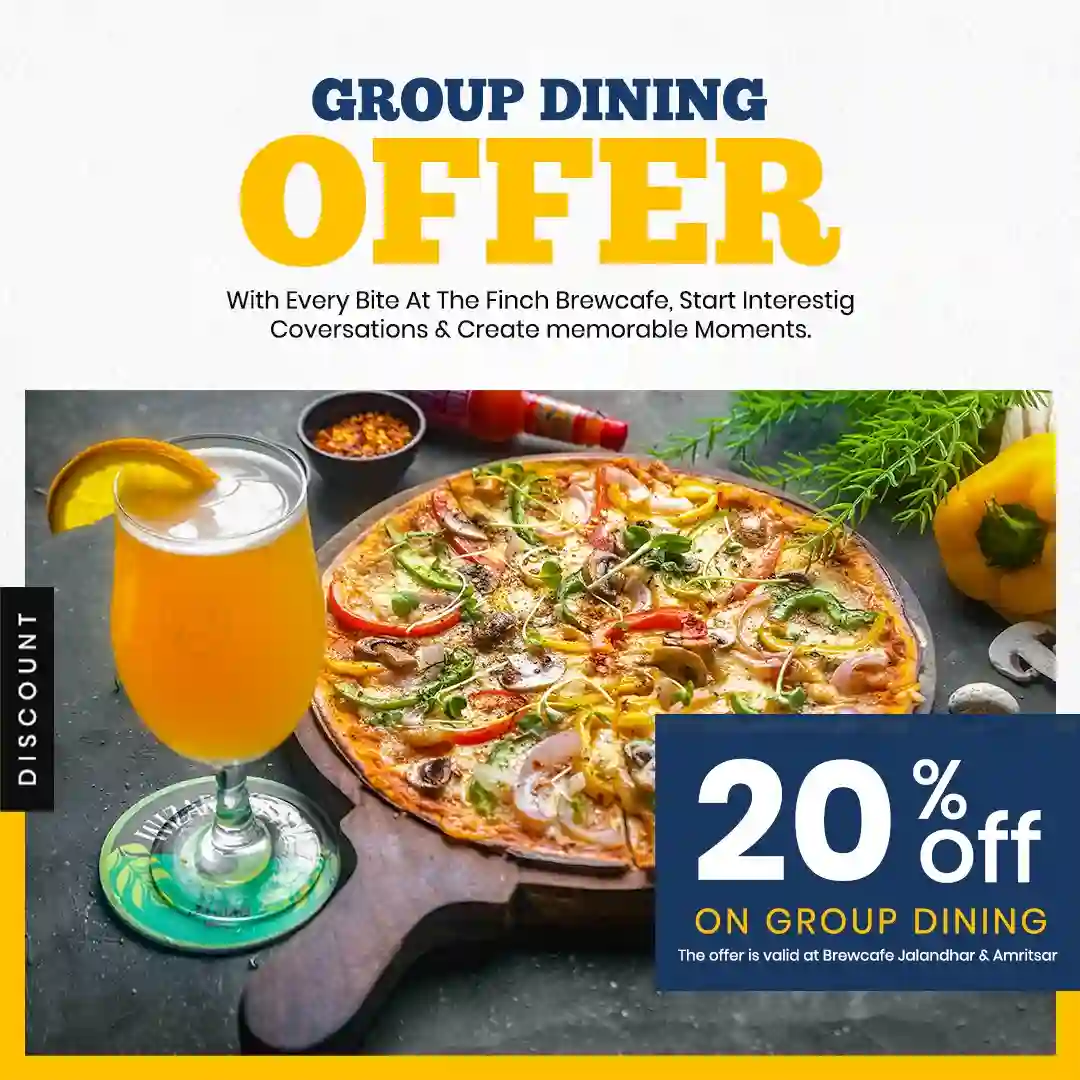 GROUP DINING
OFFER
With Every Bite At The Finch Brewcafe, Start Interestig
Coversations & Create memorable Moments.
DISCOUNT
20%
off
ON GROUP DINING
The offer is valid at Brewcafe Jalandhar & Amritsar